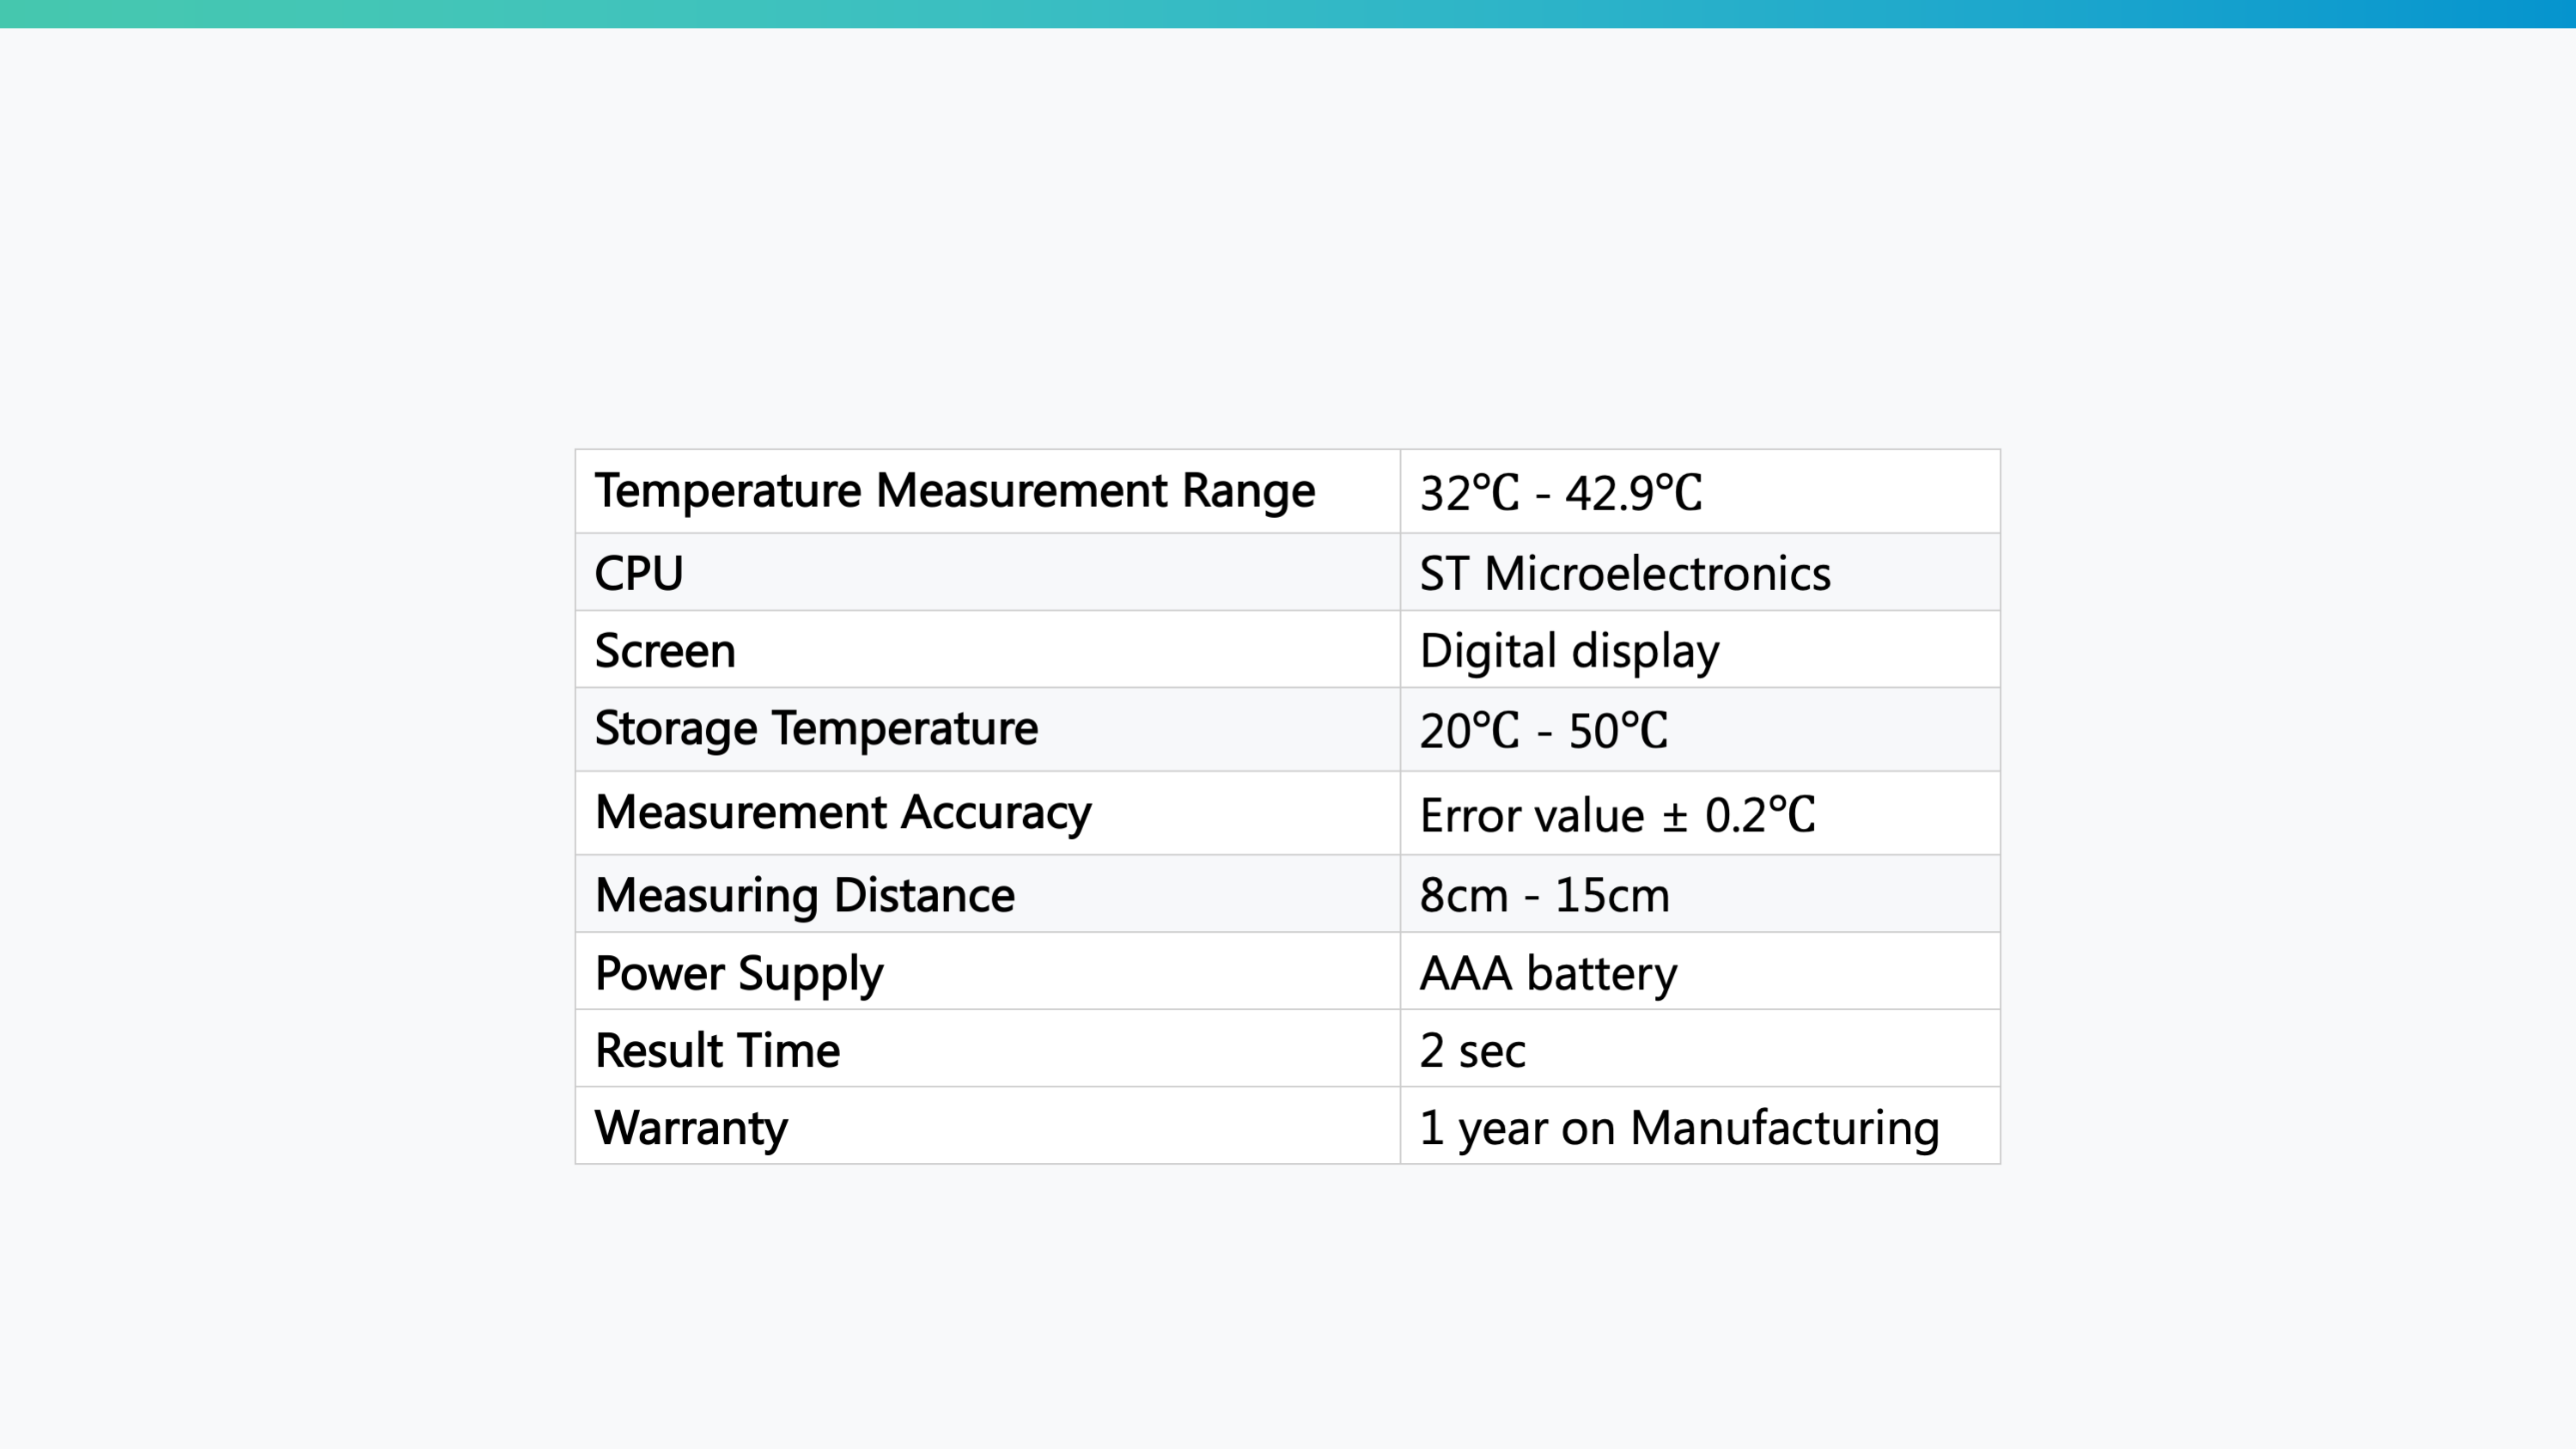 Temperature Measurement Range 32℃ - 42.9℃
CPU ST Microelectronics
Screen Digital display
Storage Temperature 20℃ - 50℃
Measurement Accuracy Error value ± 0.2℃
Measuring Distance 8cm - 15cm
Power Supply AAA battery
Result Time 2 sec
Warranty 1 year on Manufacturing